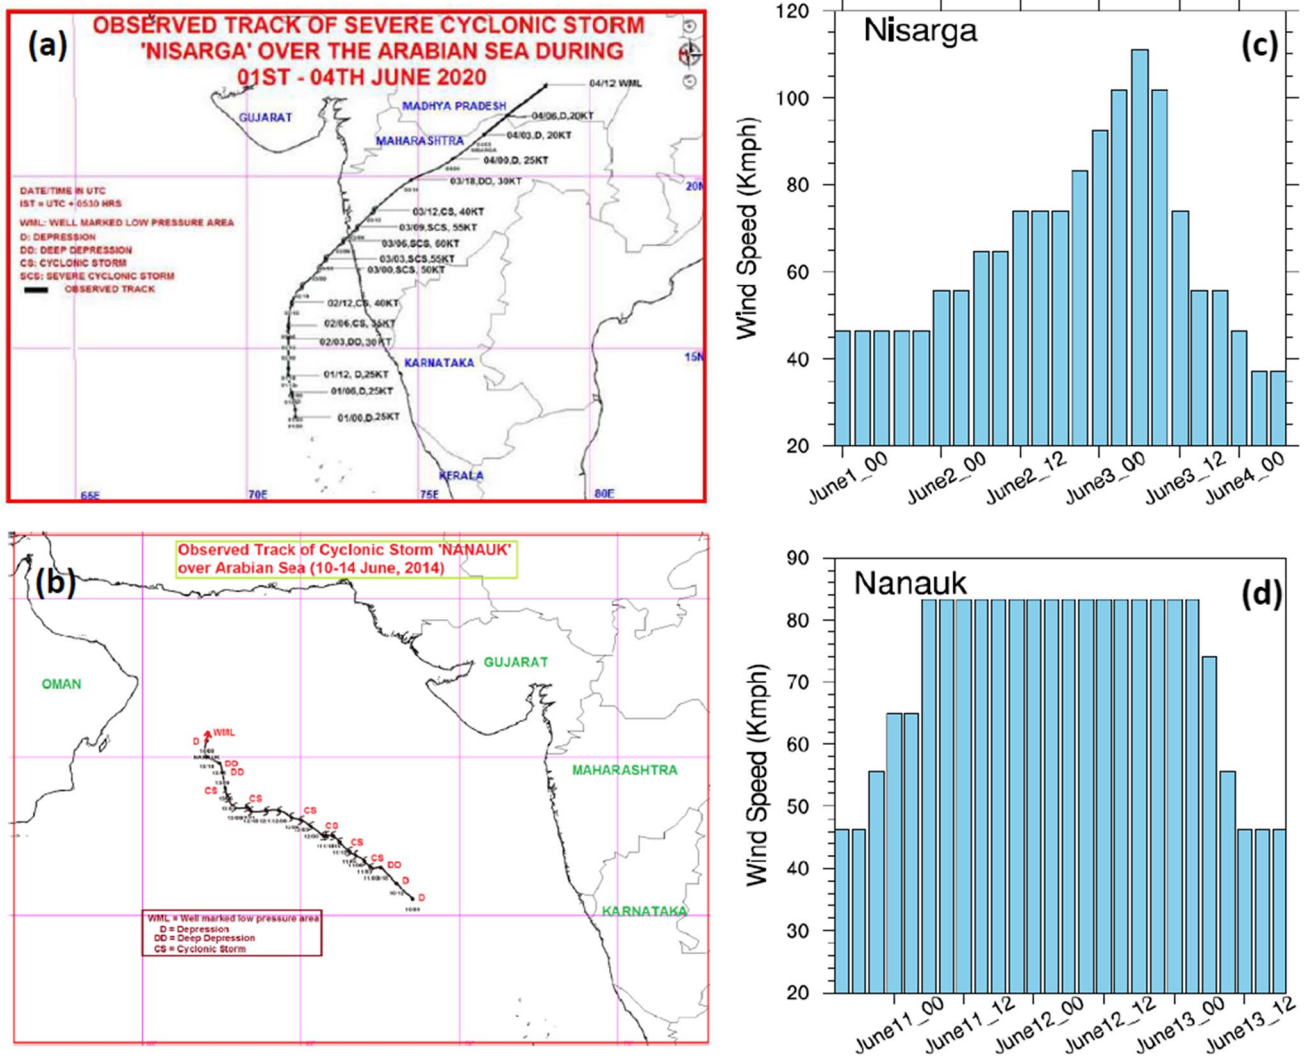 (a)
OBSERVED TRACK OF SEVERE CYCLONIC STORM
'NISARGA' OVER THE ARABIAN SEA DURING
01ST - 04TH JUNE 2020
GUJARAT
MADHYA PRADESH
MAHARASHTRA
04/12 WML
04/06,D,20KT
04/03,D, 20KT
04/00,D, 25KT
03/18,DD, 30KT
20N
DATE/TIME IN UTC
IST = UTC + 0530 HRS
WML: WELL MARKED LOW PRESSURE AREA
D: DEPRESSION
DD: DEEP DEPRESSION
CS: CYCLONIC STORM
SCS: SEVERE CYCLONIC STORM
OBSERVED TRACK
03/12,CS, 40KT
03/09,SCS, 55KT
03/06,SCS, 60KT
03/03,SCS,55KT
03/00,SCS, 50KT
02/12,CS, 40KT
02/06,CS, 35KT
02/03,DD,30KT
15N
KARNATAKA
01/12, D,25KT
01/06,D,25KT
01/00,D,25KT
KERALA
65E
70E
75E
80E
(c)
Nisarga
Wind Speed (Kmph)
120
100
80
60
40
20
June1_00
June2_00
June2_12
June3_00
June3_12
June4_00
(b)
Observed Track of Cyclonic Storm 'NANAUK'
over Arabian Sea (10-14 June, 2014)
OMAN
GUJARAT
MAHARASHTRA
KARNATAKA
WML
D
NANAUK
DD
DD
CS
CS
CS
CS
CS
CS
DD
D
D
WML = Well marked low pressure area
D = Depression
DD = Deep Depression
CS = Cyclonic Storm
(d)
Nanauk
Wind Speed (Kmph)
90
80
70
60
50
40
30
20
June11_00
June11_12
June12_00
June12_12
June13_00
June13_12